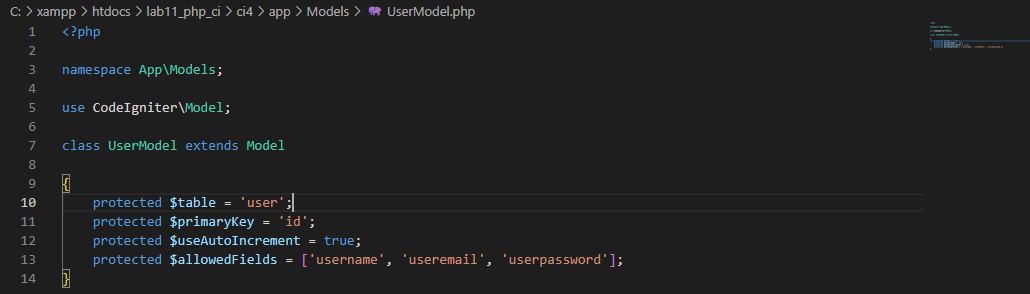 C: > xampp > htdocs > lab11_php_ci > ci4 > app > Models > UserModel.php
1 <?php
2
3 namespace App\Models;
4
5 use CodeIgniter\Model;
6
7 class UserModel extends Model
8
9 {
10     protected $table = 'user';
11     protected $primaryKey = 'id';
12     protected $useAutoIncrement = true;
13     protected $allowedFields = ['username', 'useremail', 'userpassword'];
14 }